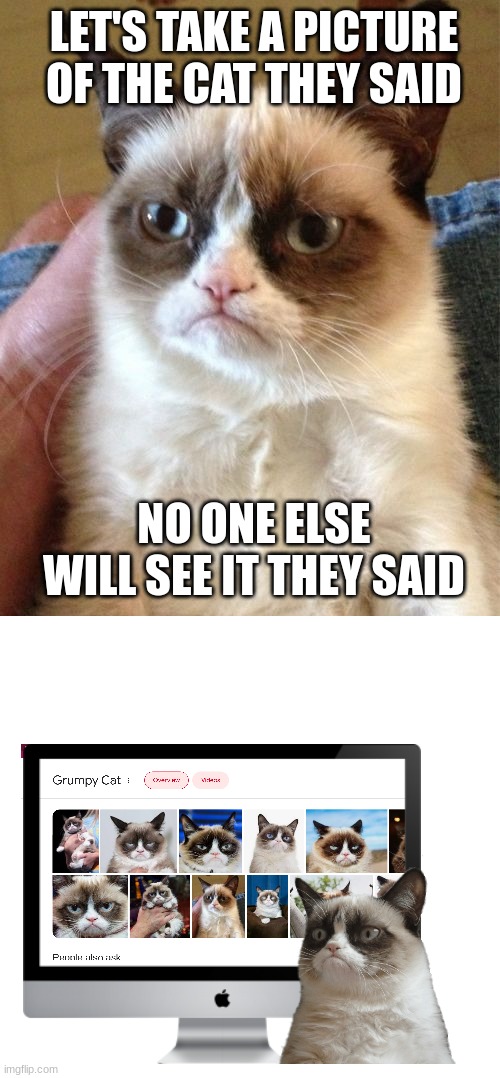 LET'S TAKE A PICTURE
OF THE CAT THEY SAID
NO ONE ELSE
WILL SEE IT THEY SAID
Grumpy Cat
Overview
Videos
People also ask
imgflip.com